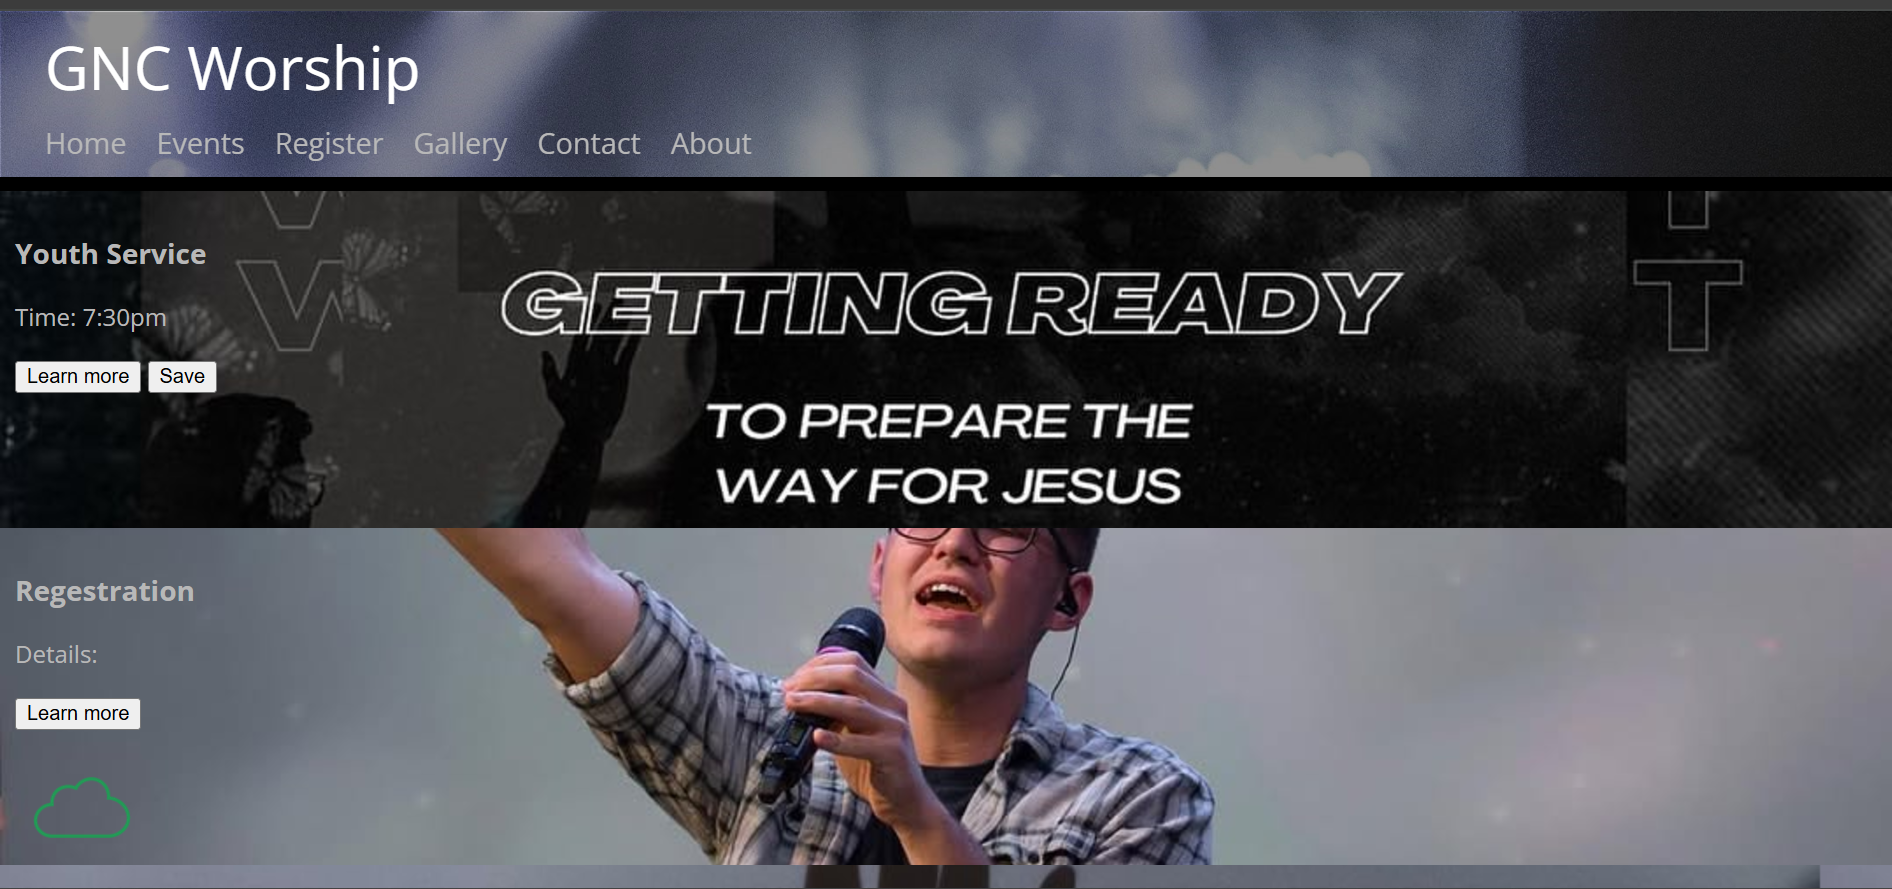 GNC Worship
Home Events Register Gallery Contact About
V
T
Youth Service
V
T
GETTING READY
Time: 7:30pm
Learn more Save
TO PREPARE THE
WAY FOR JESUS
Regestration
Details:
Learn more